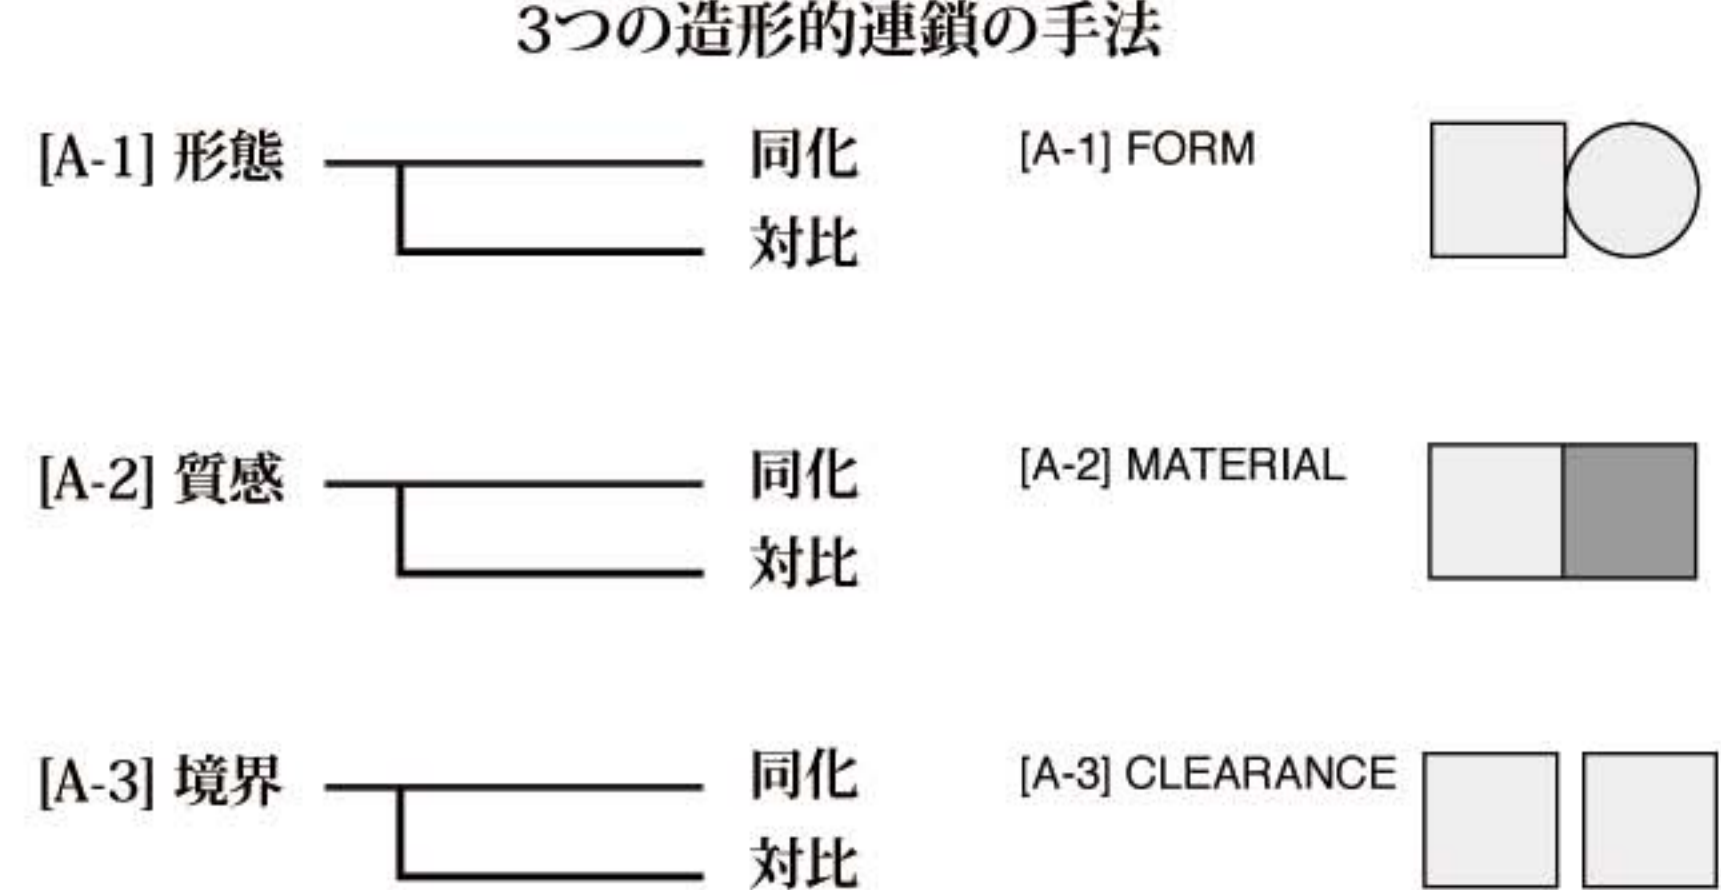 3つの造形的連鎖の手法
[A-1] 形態
同化
対比
[A-1] FORM
[A-2] 質感
同化
対比
[A-2] MATERIAL
[A-3] 境界
同化
対比
[A-3] CLEARANCE